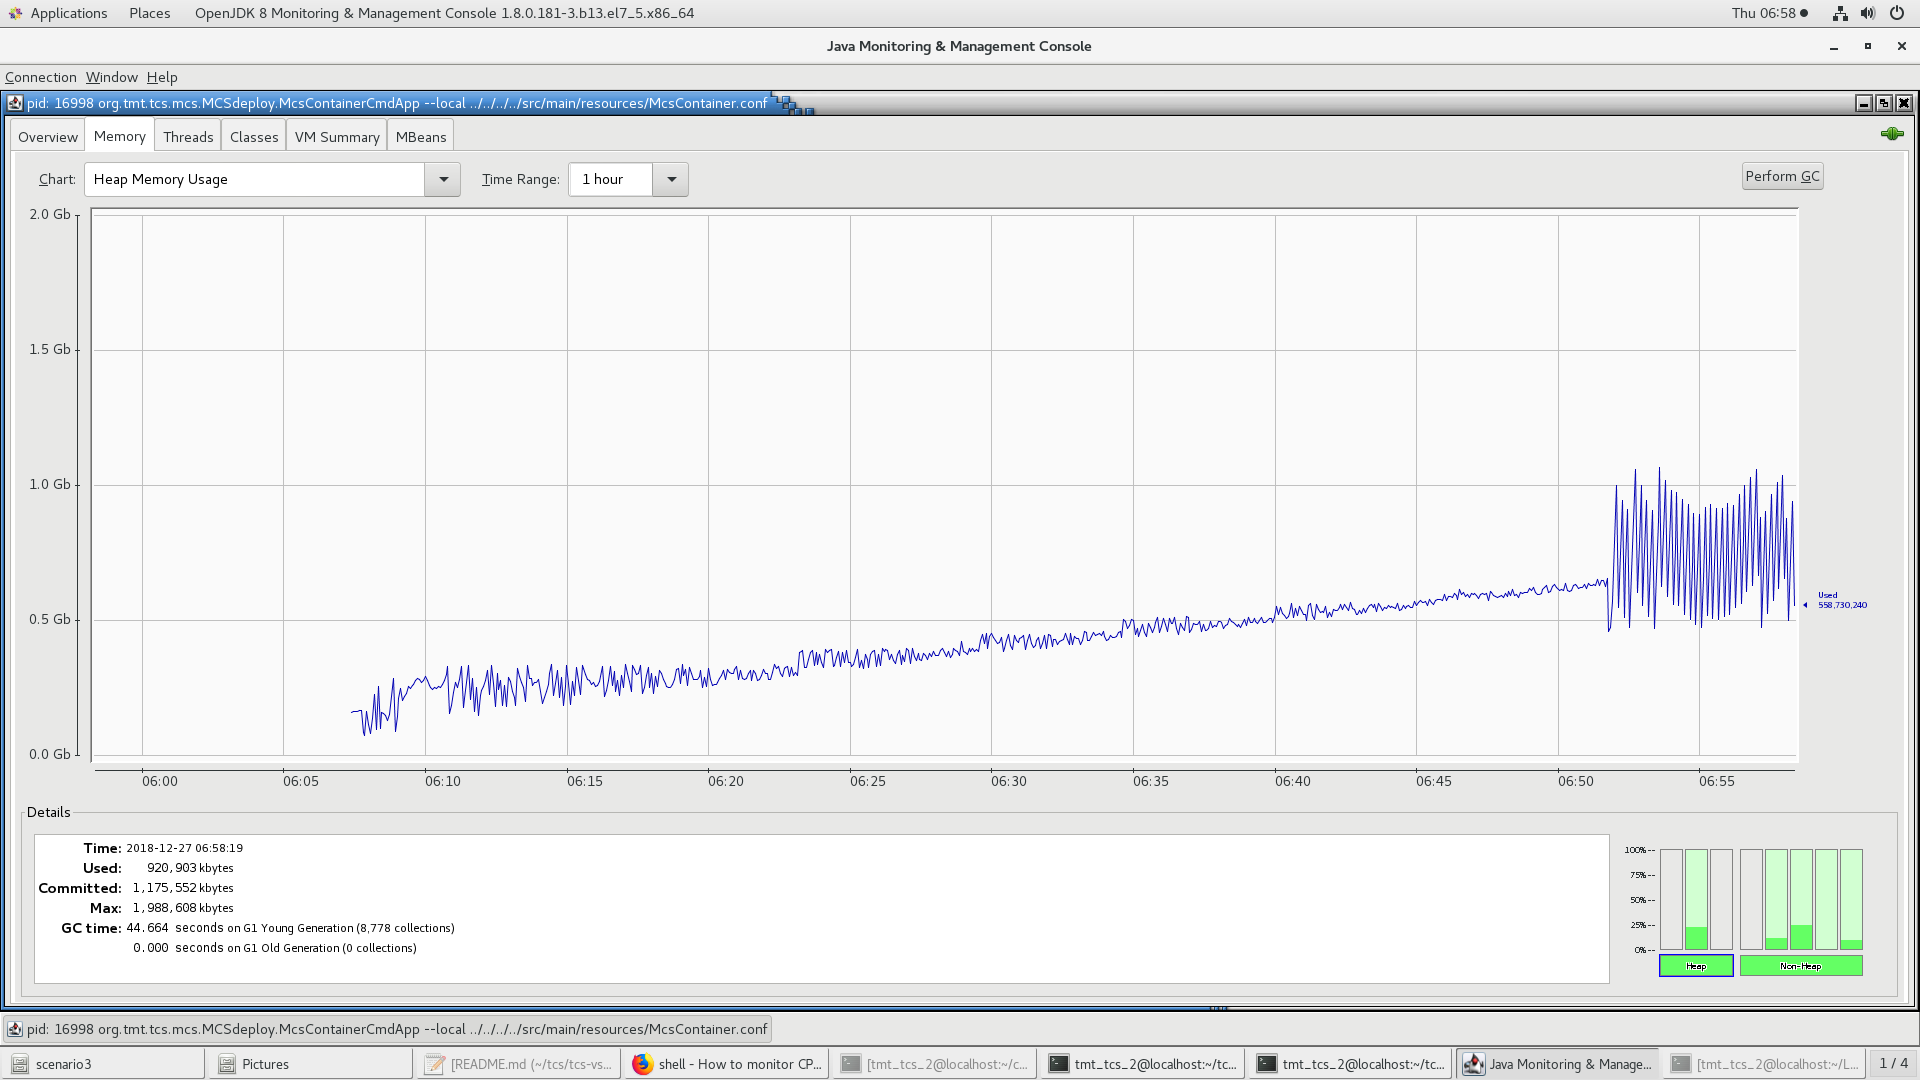 Applications Places OpenJDK 8 Monitoring & Management Console 1.8.0.181-3.b13.el7_5.x86_64 Thu 06:58
Java Monitoring & Management Console
Connection Window Help
pid: 16998 org.tmt.tcs.mcs.MCSdeploy.McsContainerCmdApp --local ../../../../src/main/resources/McsContainer.conf
Overview Memory Threads Classes VM Summary MBeans
Chart: Heap Memory Usage Time Range: 1 hour Perform GC
2.0 Gb
1.5 Gb
1.0 Gb
0.5 Gb
0.0 Gb
Used
558,730,240
06:00 06:05 06:10 06:15 06:20 06:25 06:30 06:35 06:40 06:45 06:50 06:55
Details
Time: 2018-12-27 06:58:19
Used: 920,903 kbytes
Committed: 1,175,552 kbytes
Max: 1,988,608 kbytes
GC time: 44.664 seconds on G1 Young Generation (8,778 collections)
0.000 seconds on G1 Old Generation (0 collections)
100%--
75%--
50%--
25%--
0%--
Heap Non-Heap
pid: 16998 org.tmt.tcs.mcs.MCSdeploy.McsContainerCmdApp --local ../../../../src/main/resources/McsContainer.conf
scenario3 Pictures [README.md (~/tcs/tcs-vs... shell - How to monitor CP... [tmt_tcs_2@localhost:~/c... tmt_tcs_2@localhost:~/tc... tmt_tcs_2@localhost:~/tc... Java Monitoring & Manage... [tmt_tcs_2@localhost:~/L... 1 / 4